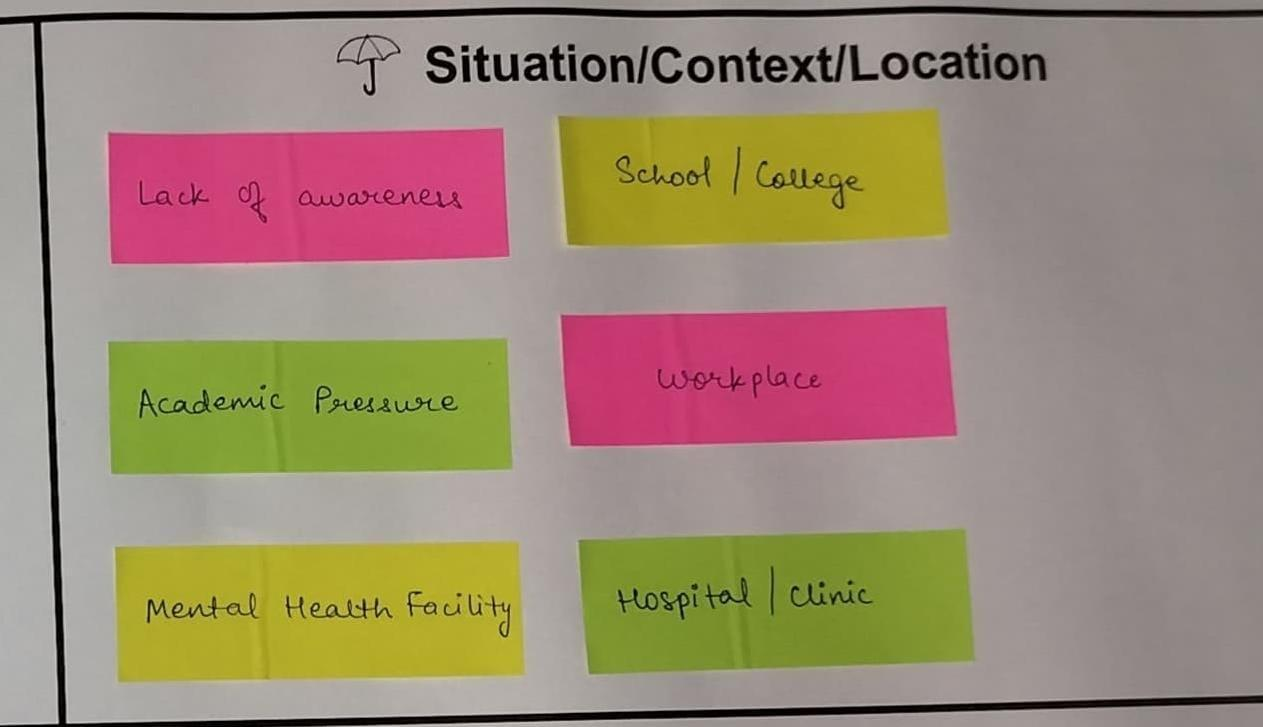 Situation/Context/Location
Lack of awareness
School / College
Academic Pressure
Workplace
Mental Health Facility
Hospital / Clinic